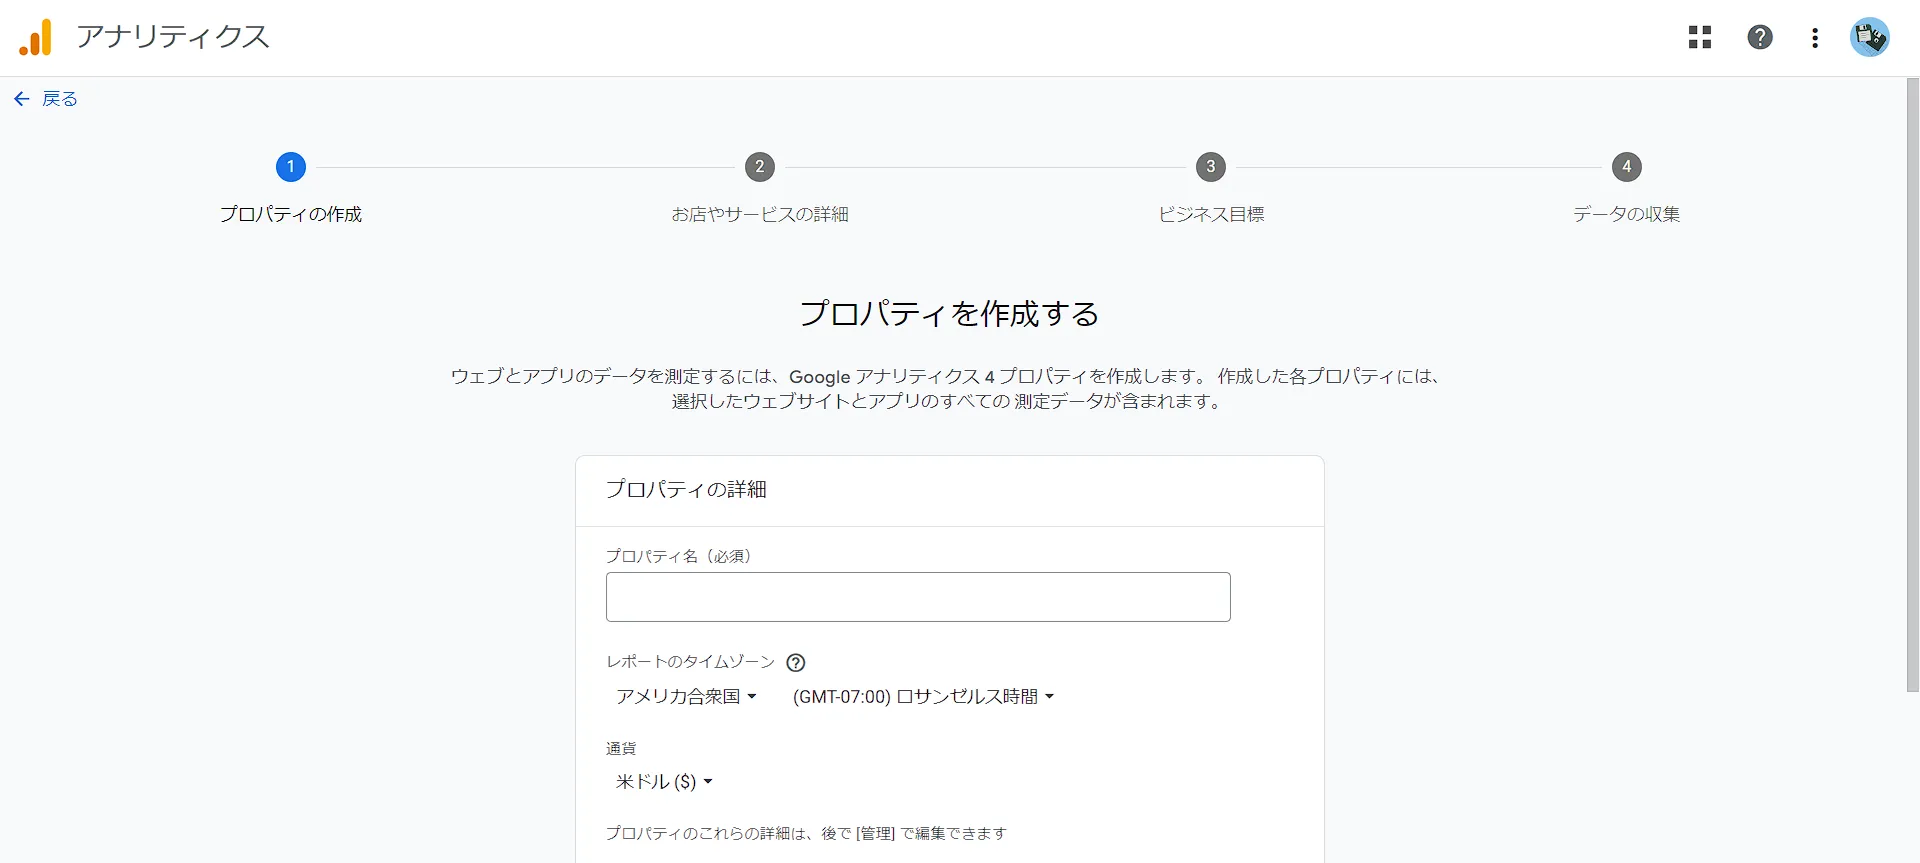 アナリティクス
戻る
1
2
3
4
プロパティの作成
お店やサービスの詳細
ビジネス目標
データの収集
プロパティを作成する
ウェブとアプリのデータを測定するには、Google アナリティクス 4 プロパティを作成します。 作成した各プロパティには、
選択したウェブサイトとアプリのすべての 測定データが含まれます。
プロパティの詳細
プロパティ名（必須）
レポートのタイムゾーン
アメリカ合衆国 (GMT-07:00) ロサンゼルス時間
通貨
米ドル ($)
プロパティのこれらの詳細は、後で [管理] で編集できます